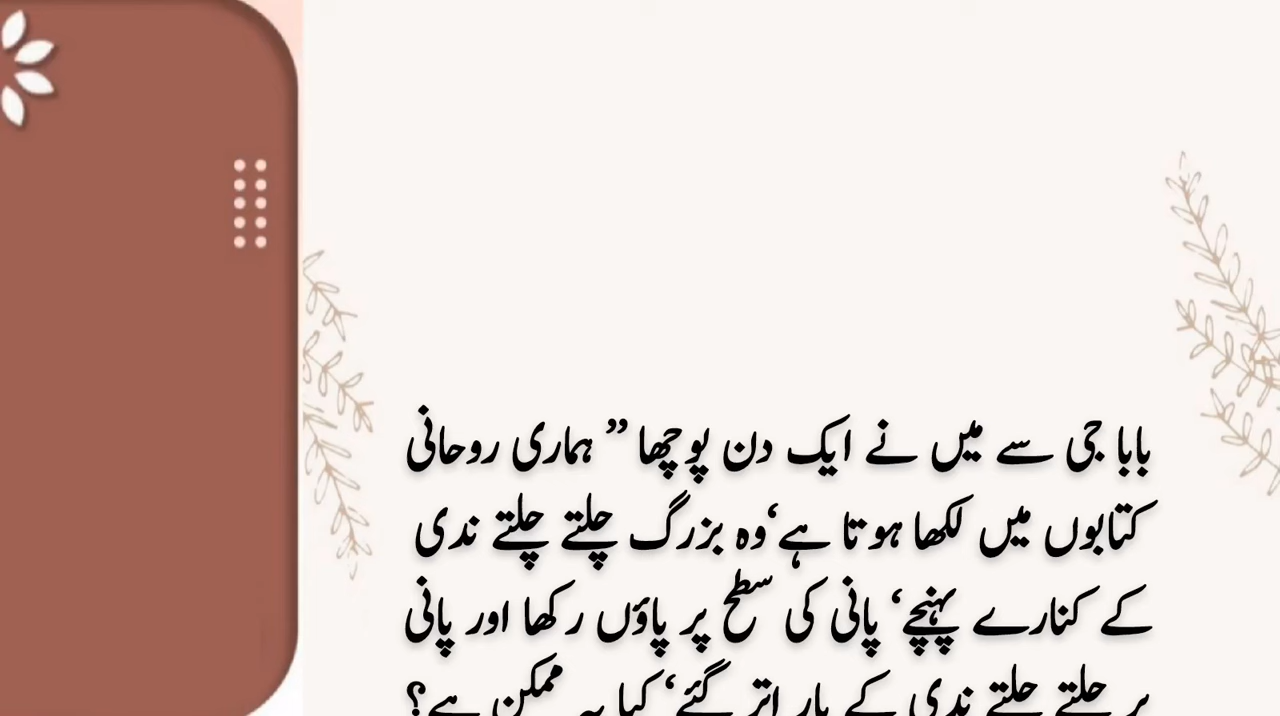 بابا جی سے میں نے ایک دن پوچھا ” ہماری روحانی
کتابوں میں لکھا ہوتا ہے‘وہ بزرگ چلتے چلتے ندی
کے کنارے پہنچے‘ پانی کی سطح پر پاؤں رکھا اور پانی
پر چلتے چلتے ندی کے پار اتر گئے‘ کیا یہ ممکن ہے؟